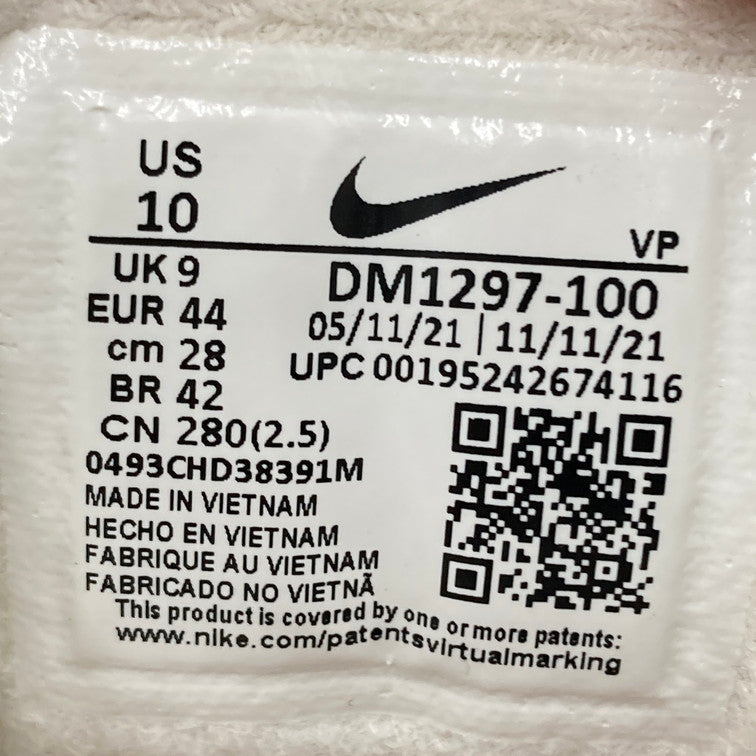 US
10
VP
UK 9
EUR 44
cm 28
BR 42
CN 280(2.5)
DM1297-100
05/11/21 | 11/11/21
UPC 00195242674116
0493CHD38391M
MADE IN VIETNAM
HECHO EN VIETNAM
FABRIQUE AU VIETNAM
FABRICADO NO VIETNÃ
This product is covered by one or more patents:
www.nike.com/patentsvirtualmarking